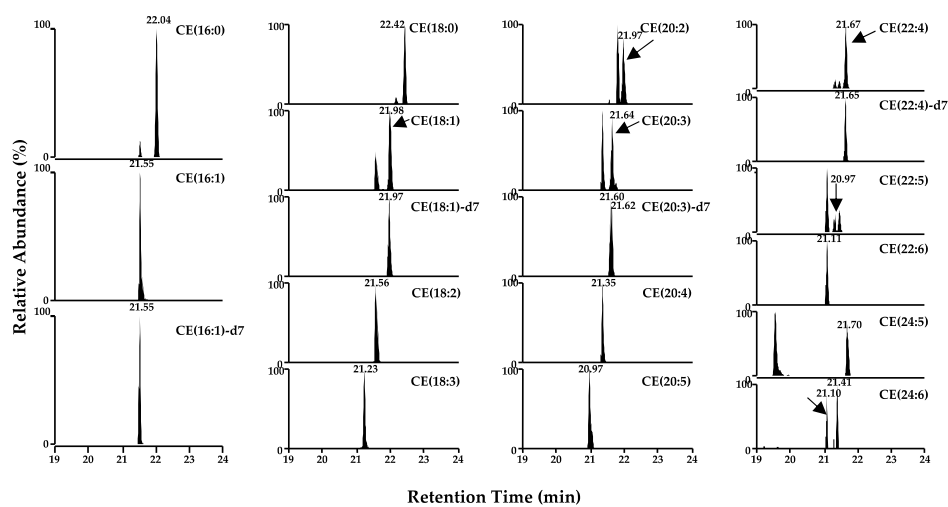 Relative Abundance (%)
100
22.04
CE(16:0)
0
100
21.55
CE(16:1)
0
100
21.55
CE(16:1)-d7
0
19 20 21 22 23 24
100
22.42
CE(18:0)
0
100
21.98
CE(18:1)
0
100
21.97
CE(18:1)-d7
0
100
21.56
CE(18:2)
0
100
21.23
CE(18:3)
0
19 20 21 22 23 24
100
21.97
CE(20:2)
0
100
21.64
CE(20:3)
0
100
21.60
21.62
CE(20:3)-d7
0
100
21.35
CE(20:4)
0
100
20.97
CE(20:5)
0
19 20 21 22 23 24
100
21.67
CE(22:4)
0
100
21.65
CE(22:4)-d7
0
100
20.97
CE(22:5)
0
100
21.11
CE(22:6)
0
100
21.70
CE(24:5)
0
100
21.41
21.10
CE(24:6)
0
19 20 21 22 23 24
Retention Time (min)